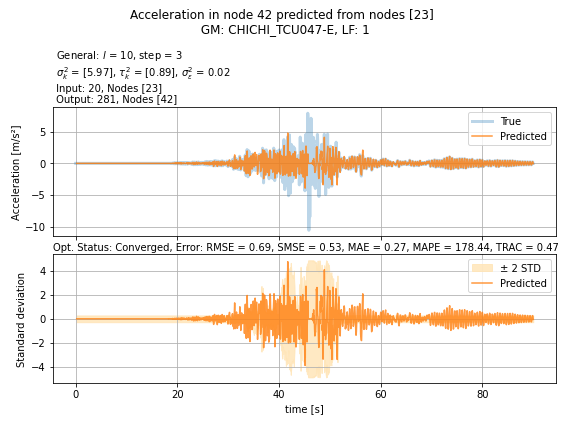 Acceleration in node 42 predicted from nodes [23]
GM: CHICHI_TCU047-E, LF: 1
General: l = 10, step = 3
σ²ₖ = [5.97], τ²ₖ = [0.89], σ²ε = 0.02
Input: 20, Nodes [23]
Output: 281, Nodes [42]
Acceleration [m/s²]
5
0
−5
−10
True
Predicted
Opt. Status: Converged, Error: RMSE = 0.69, SMSE = 0.53, MAE = 0.27, MAPE = 178.44, TRAC = 0.47
Standard deviation
4
2
0
−2
−4
± 2 STD
Predicted
0 20 40 60 80
time [s]